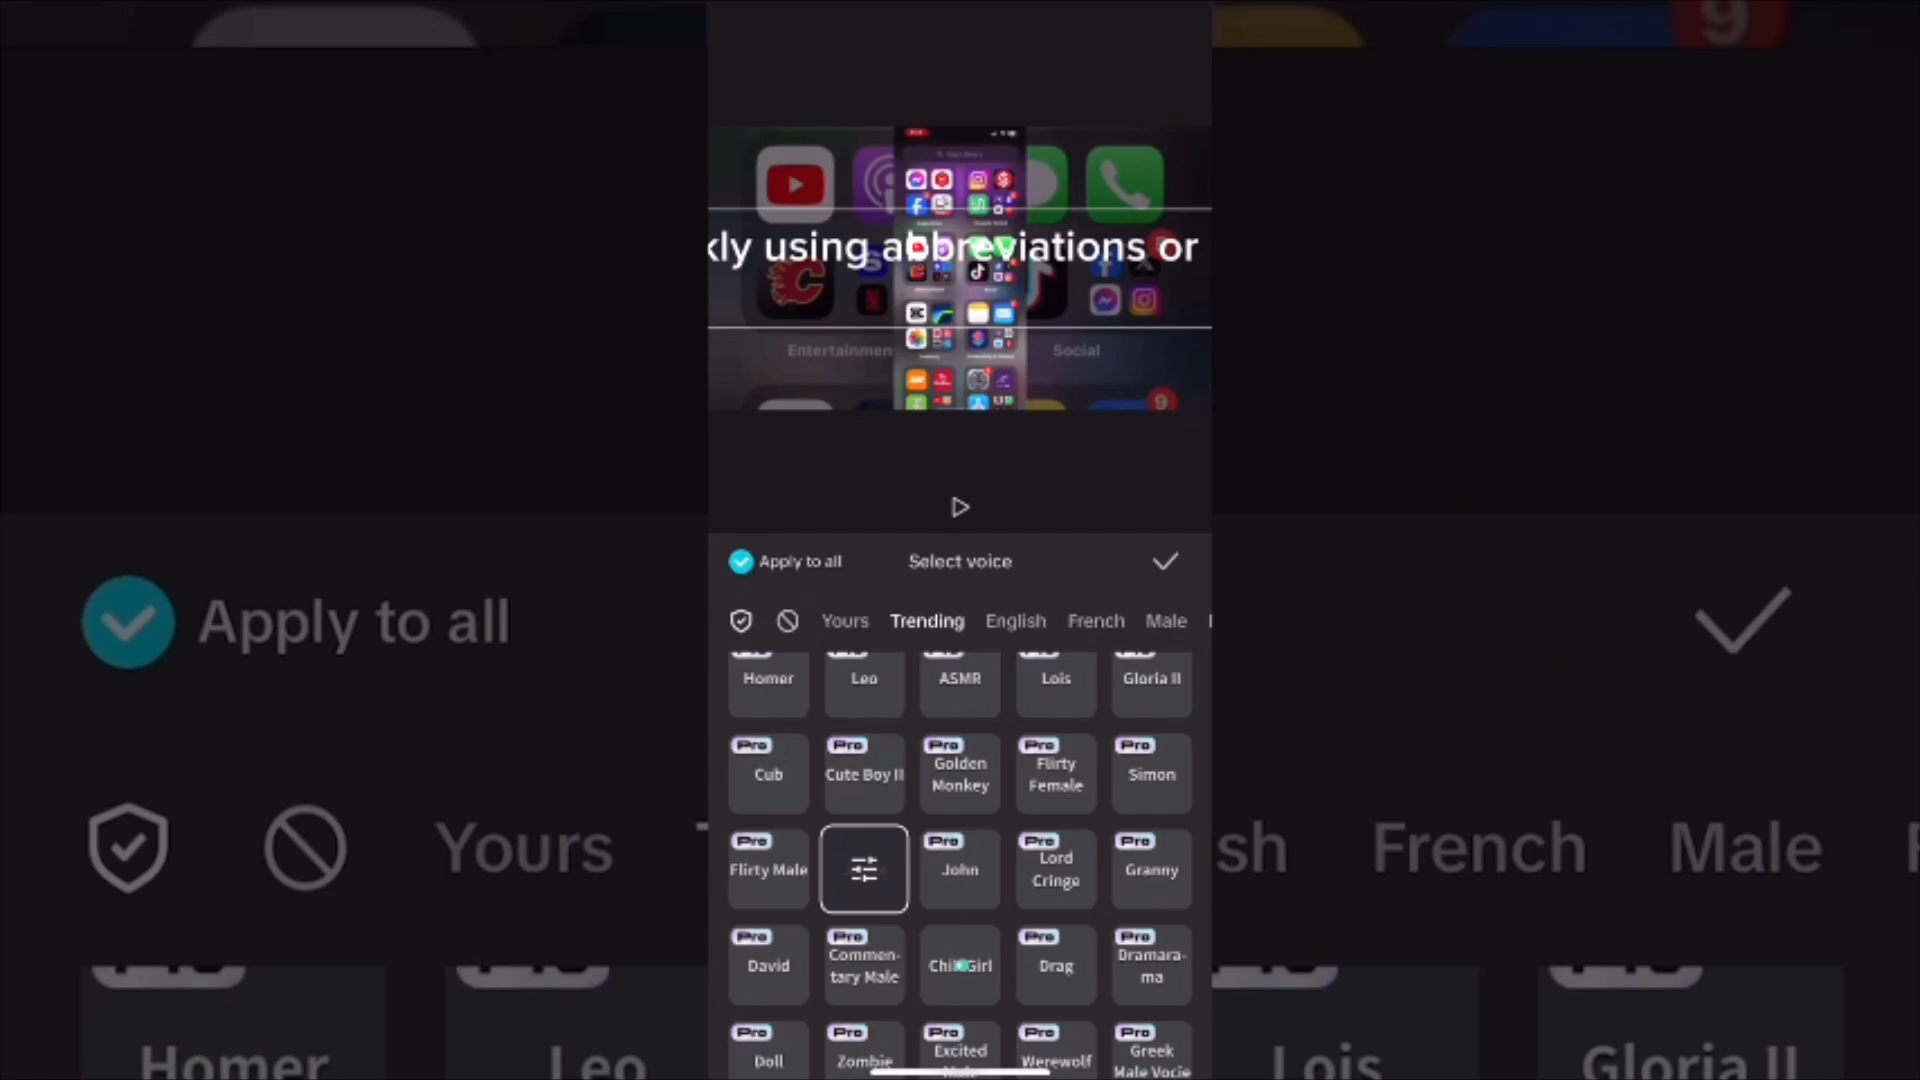 9
kly using abbreviations or
Entertainmen
Social
9
Apply to all
Select voice
Yours
Trending
English
French
Male
Homer
Leo
ASMR
Lois
Gloria II
Pro
Pro
Pro
Pro
Pro
Cub
Cute Boy II
Golden
Monkey
Flirty
Female
Simon
Pro
Pro
Pro
Pro
Flirty Male
John
Lord
Cringe
Granny
Pro
Pro
Pro
Pro
David
Commen-
tary Male
Drag
Dramara-
ma
Pro
Pro
Pro
Pro
Pro
Doll
Zombie
Excited
Werewolf
Greek
Male Vocie
Apply to all
Yours
sh
French
Male
Homer
Leo
Lois
Gloria II